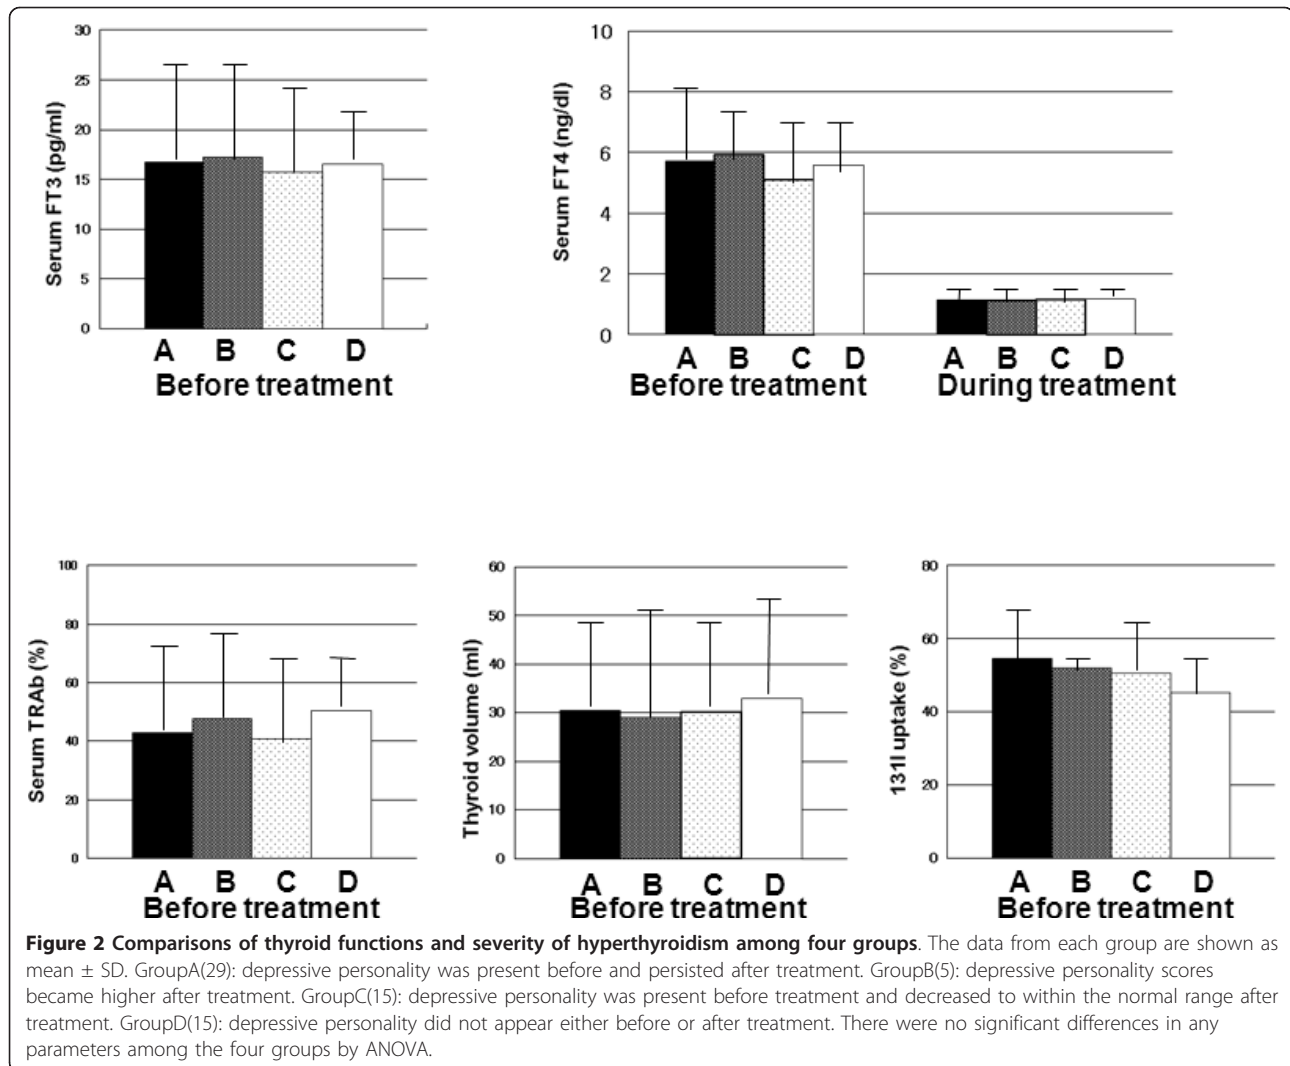 30
25
20
15
10
5
0
Serum FT3 (pg/ml)
A B C D
Before treatment
10
8
6
4
2
0
Serum FT4 (ng/dl)
A B C D A B C D
Before treatment During treatment
100
80
60
40
20
0
Serum TRAb (%)
A B C D
Before treatment
60
50
40
30
20
10
0
Thyroid volume (ml)
A B C D
Before treatment
80
60
40
20
0
131I uptake (%)
A B C D
Before treatment
Figure 2 Comparisons of thyroid functions and severity of hyperthyroidism among four groups. The data from each group are shown as
mean ± SD. GroupA(29): depressive personality was present before and persisted after treatment. GroupB(5): depressive personality scores
became higher after treatment. GroupC(15): depressive personality was present before treatment and decreased to within the normal range after
treatment. GroupD(15): depressive personality did not appear either before or after treatment. There were no significant differences in any
parameters among the four groups by ANOVA.